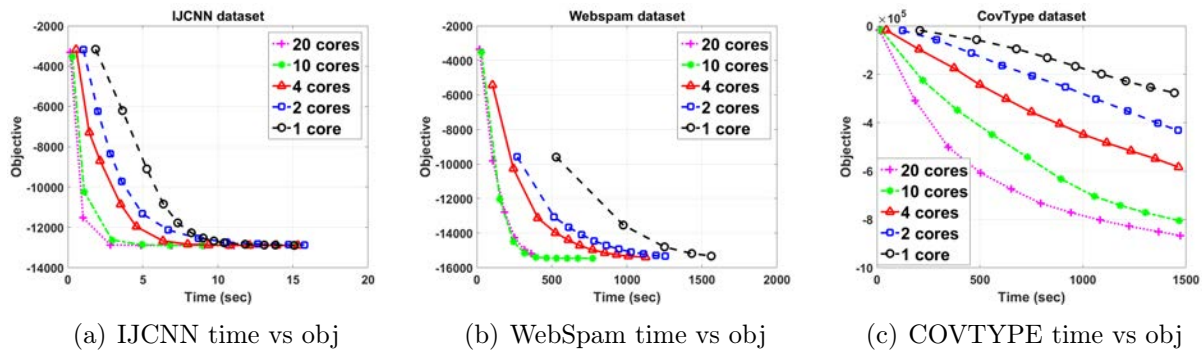 IJCNN dataset
-2000
-4000
-6000
-8000
-10000
-12000
-14000
Objective
0 5 10 15 20
Time (sec)
20 cores
10 cores
4 cores
2 cores
1 core
(a) IJCNN time vs obj
Webspam dataset
-2000
-4000
-6000
-8000
-10000
-12000
-14000
-16000
Objective
0 500 1000 1500 2000
Time (sec)
20 cores
10 cores
4 cores
2 cores
1 core
(b) WebSpam time vs obj
CovType dataset
×10⁵
0
-2
-4
-6
-8
-10
Objective
500 1000 1500
Time (sec)
20 cores
10 cores
4 cores
2 cores
1 core
(c) COVTYPE time vs obj